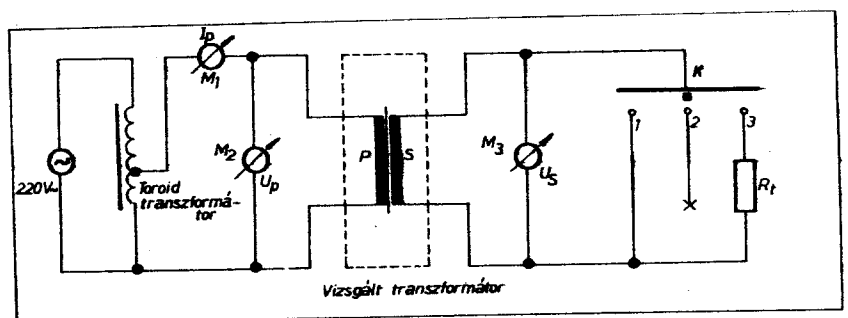 Ip
M1
K
1
2
3
M2
Up
P
S
M3
US
Rt
220V~
Toroid
transzformá-
tor
Vizsgált transzformátor